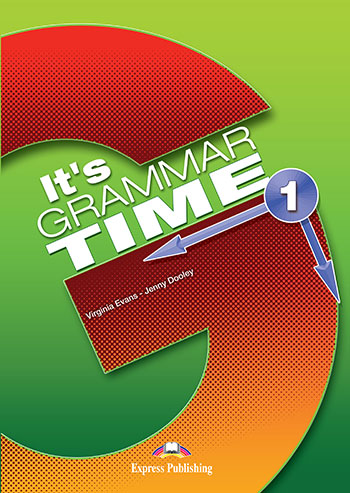 It's
GRAMMAR
TIME
1
Virginia Evans - Jenny Dooley
Express Publishing